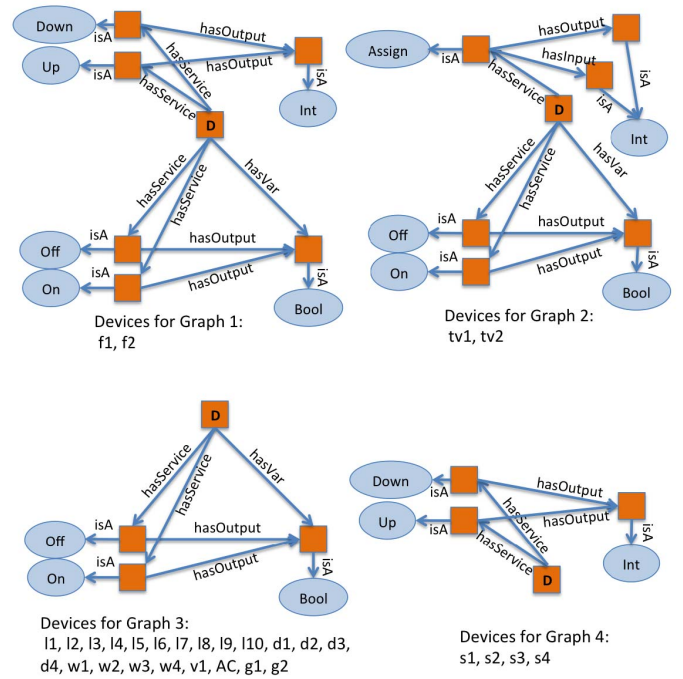 Down
isA
hasOutput
Up
isA
hasOutput
hasService
hasService
isA
Int
D
hasService
hasService
hasVar
Off
isA
hasOutput
On
isA
hasOutput
isA
Bool
Devices for Graph 1:
f1, f2
Assign
isA
hasOutput
hasInput
hasService
isA
isA
Int
D
hasService
hasService
hasVar
Off
isA
hasOutput
On
isA
hasOutput
isA
Bool
Devices for Graph 2:
tv1, tv2
D
hasService
hasService
hasVar
Off
isA
hasOutput
On
isA
hasOutput
isA
Bool
Devices for Graph 3:
l1, l2, l3, l4, l5, l6, l7, l8, l9, l10, d1, d2, d3,
d4, w1, w2, w3, w4, v1, AC, g1, g2
Down
isA
hasOutput
Up
isA
hasOutput
hasService
hasService
isA
Int
D
Devices for Graph 4:
s1, s2, s3, s4